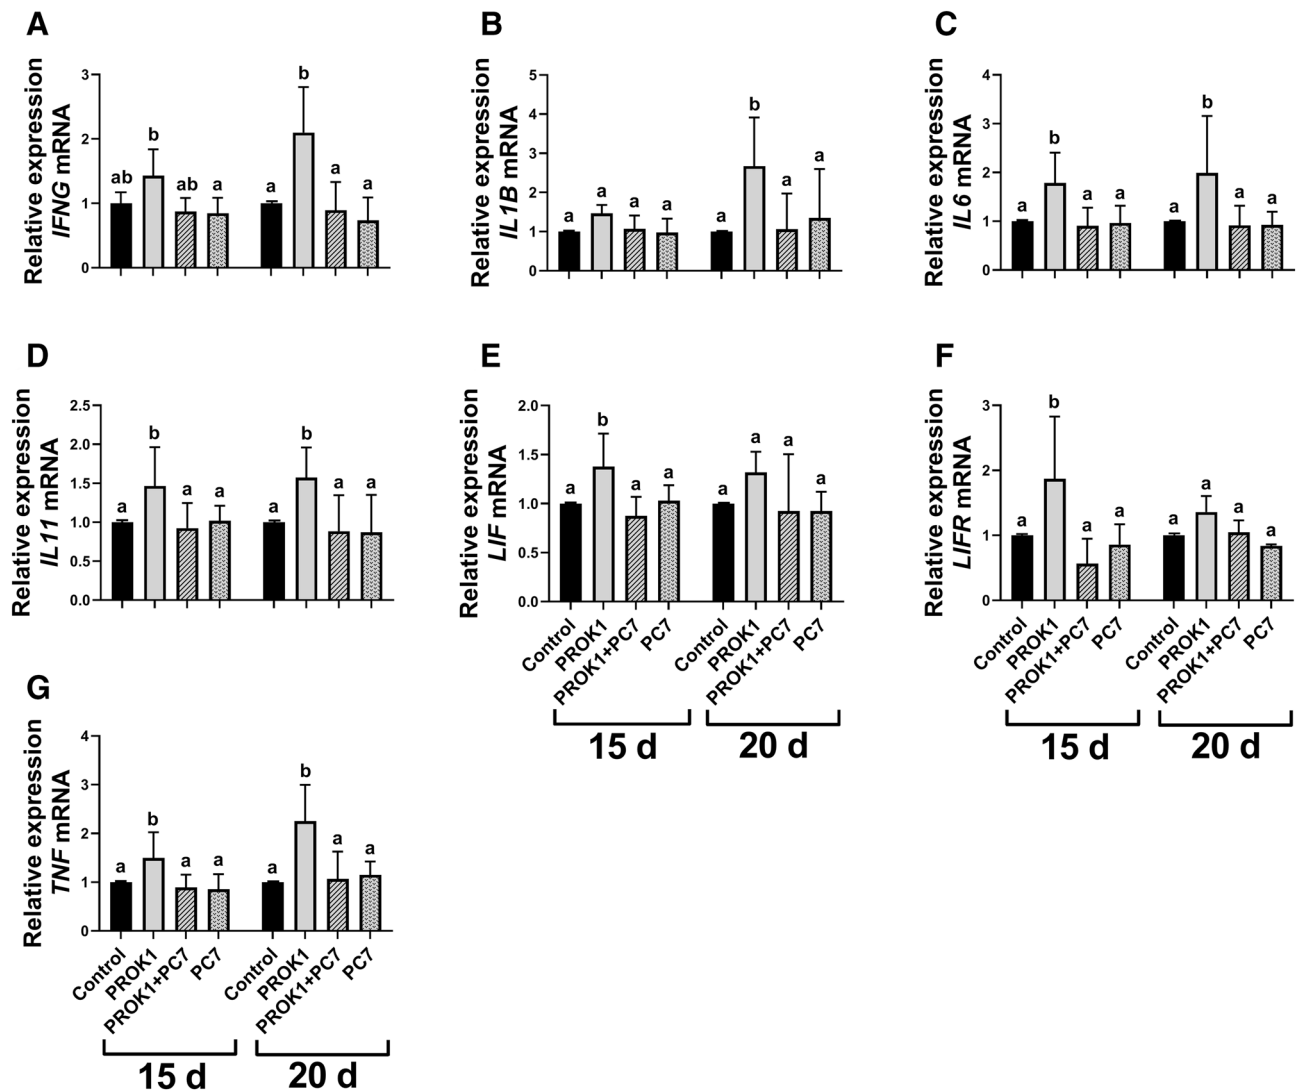 A
Relative expression
IFNG mRNA
3
2
1
0
ab
b
ab
a
a
b
a
a
B
Relative expression
IL1B mRNA
5
4
3
2
1
0
a
a
a
a
a
b
a
a
C
Relative expression
IL6 mRNA
4
3
2
1
0
a
b
a
a
a
b
a
a
D
Relative expression
IL11 mRNA
2.5
2.0
1.5
1.0
0.5
0.0
a
b
a
a
a
b
a
a
E
Relative expression
LIF mRNA
2.0
1.5
1.0
0.5
0.0
a
b
a
a
a
a
a
a
Control
PROK1
PROK1+PC7
PC7
Control
PROK1
PROK1+PC7
PC7
15 d
20 d
F
Relative expression
LIFR mRNA
3
2
1
0
a
b
a
a
a
a
a
a
Control
PROK1
PROK1+PC7
PC7
Control
PROK1
PROK1+PC7
PC7
15 d
20 d
G
Relative expression
TNF mRNA
4
3
2
1
0
a
b
a
a
a
b
a
a
Control
PROK1
PROK1+PC7
PC7
Control
PROK1
PROK1+PC7
PC7
15 d
20 d